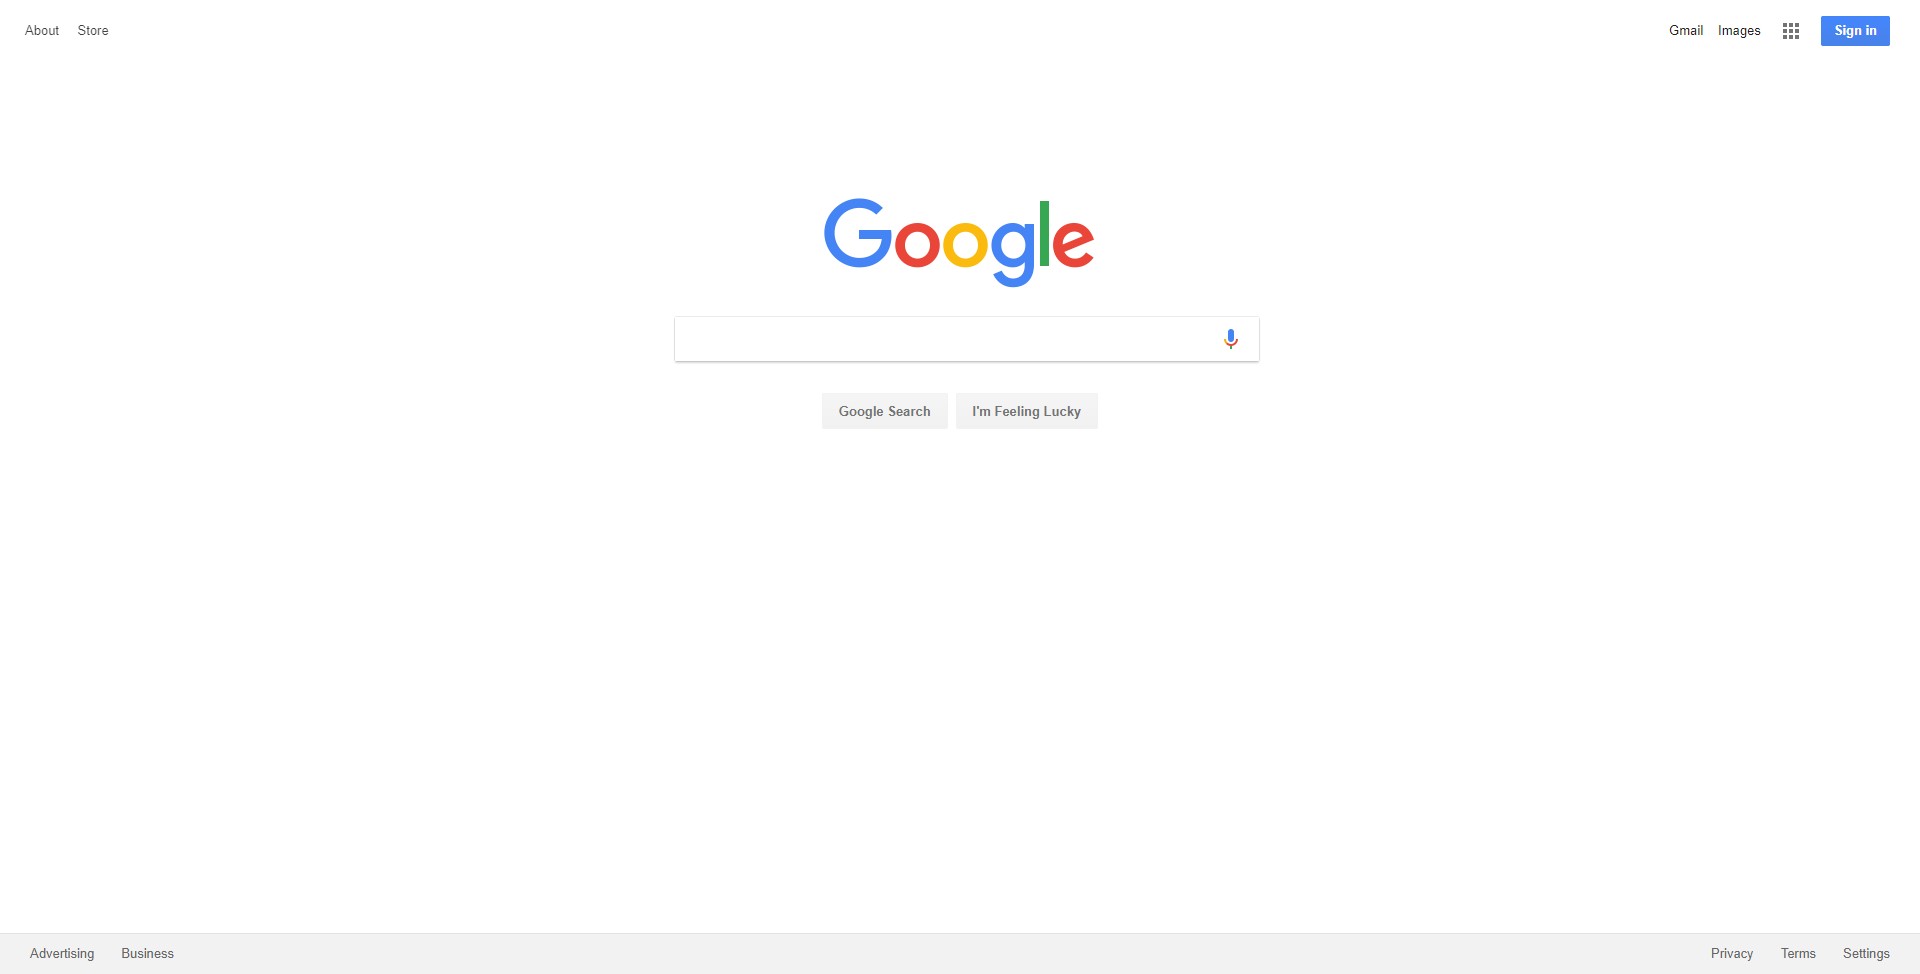 About Store Gmail Images Sign in
Google
Google Search I'm Feeling Lucky
Advertising Business Privacy Terms Settings